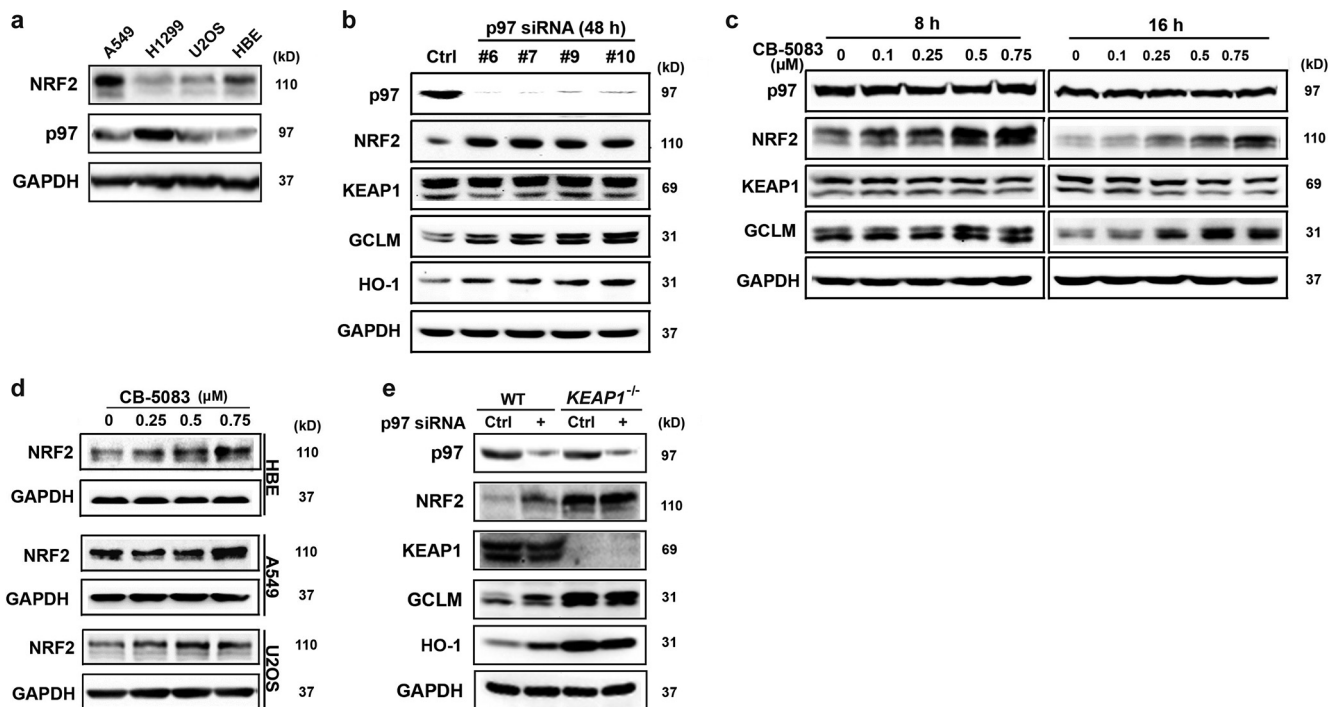 a
A549 H1299 U2OS HBE
(kD)
NRF2 110
p97 97
GAPDH 37
b
p97 siRNA (48 h)
Ctrl #6 #7 #9 #10
(kD)
p97 97
NRF2 110
KEAP1 69
GCLM 31
HO-1 31
GAPDH 37
c
8 h 16 h
CB-5083 (µM) 0 0.1 0.25 0.5 0.75 0 0.1 0.25 0.5 0.75
(kD)
p97 97
NRF2 110
KEAP1 69
GCLM 31
GAPDH 37
d
CB-5083 (µM)
0 0.25 0.5 0.75
(kD)
NRF2 110
GAPDH 37
HBE
NRF2 110
GAPDH 37
A549
NRF2 110
GAPDH 37
U2OS
e
WT KEAP1-/-
p97 siRNA Ctrl + Ctrl + (kD)
p97 97
NRF2 110
KEAP1 69
GCLM 31
HO-1 31
GAPDH 37